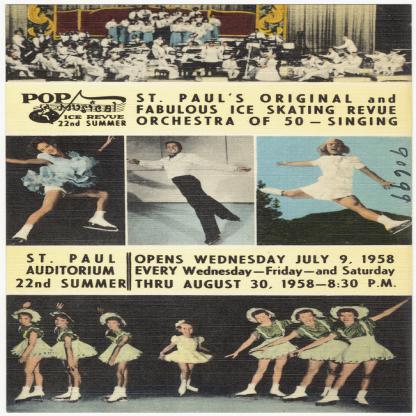 POP Musical
ICE REVUE
22nd SUMMER
ST. PAUL'S ORIGINAL and
FABULOUS ICE SKATING REVUE
ORCHESTRA OF 50 — SINGING
90699
ST. PAUL
AUDITORIUM
22nd SUMMER
OPENS WEDNESDAY JULY 9, 1958
EVERY Wednesday—Friday—and Saturday
THRU AUGUST 30, 1958—8:30 P.M.